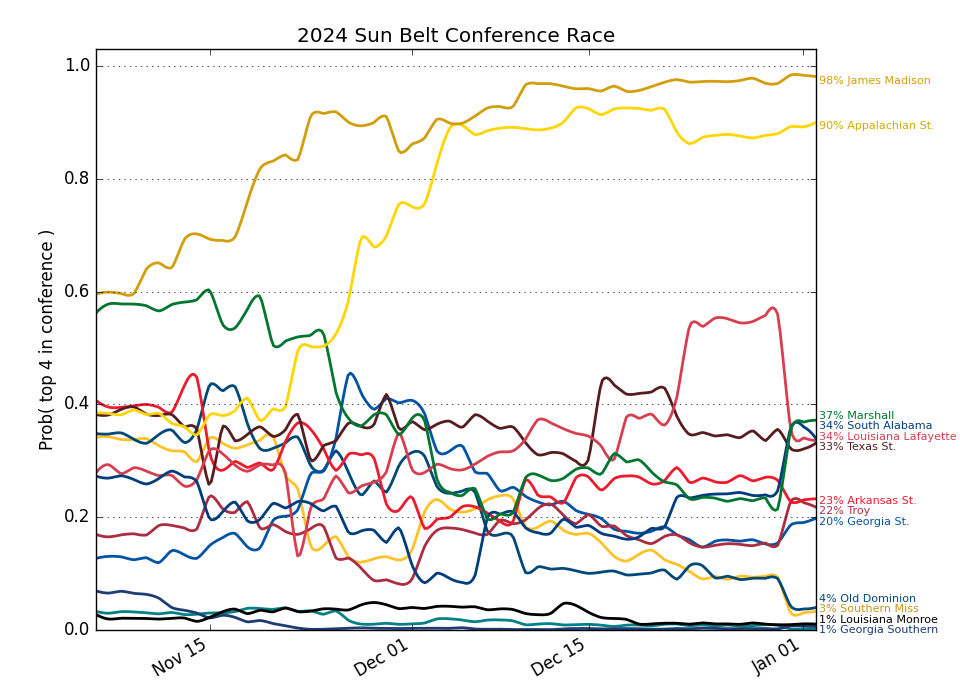 2024 Sun Belt Conference Race
Prob( top 4 in conference )
1.0
0.8
0.6
0.4
0.2
0.0
Nov 15
Dec 01
Dec 15
Jan 01
98% James Madison
90% Appalachian St.
37% Marshall
34% South Alabama
34% Louisiana Lafayette
33% Texas St.
23% Arkansas St.
22% Troy
20% Georgia St.
4% Old Dominion
3% Southern Miss
1% Louisiana Monroe
1% Georgia Southern